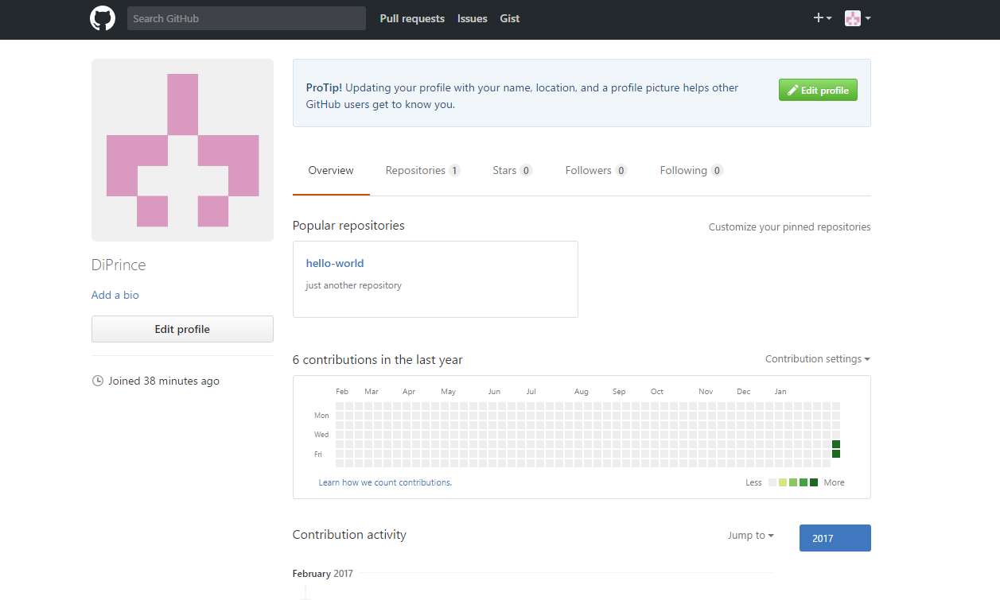 Search GitHub Pull requests Issues Gist
ProTip! Updating your profile with your name, location, and a profile picture helps other
GitHub users get to know you.
Edit profile
Overview Repositories 1 Stars 0 Followers 0 Following 0
Popular repositories Customize your pinned repositories
hello-world
just another repository
DiPrince
Add a bio
Edit profile
Joined 38 minutes ago
6 contributions in the last year Contribution settings
Feb Mar Apr May Jun Jul Aug Sep Oct Nov Dec Jan
Mon
Wed
Fri
Learn how we count contributions. Less More
Contribution activity Jump to 2017
February 2017